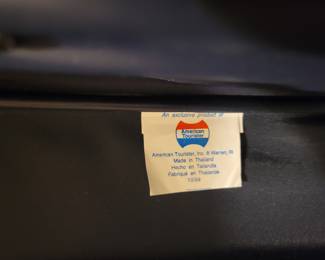 An exclusive product of
American
Tourister
American Tourister, Inc. ® Warren, RI
Made in Thailand
Hecho en Tailandia
Fabriqué en Thaïlande